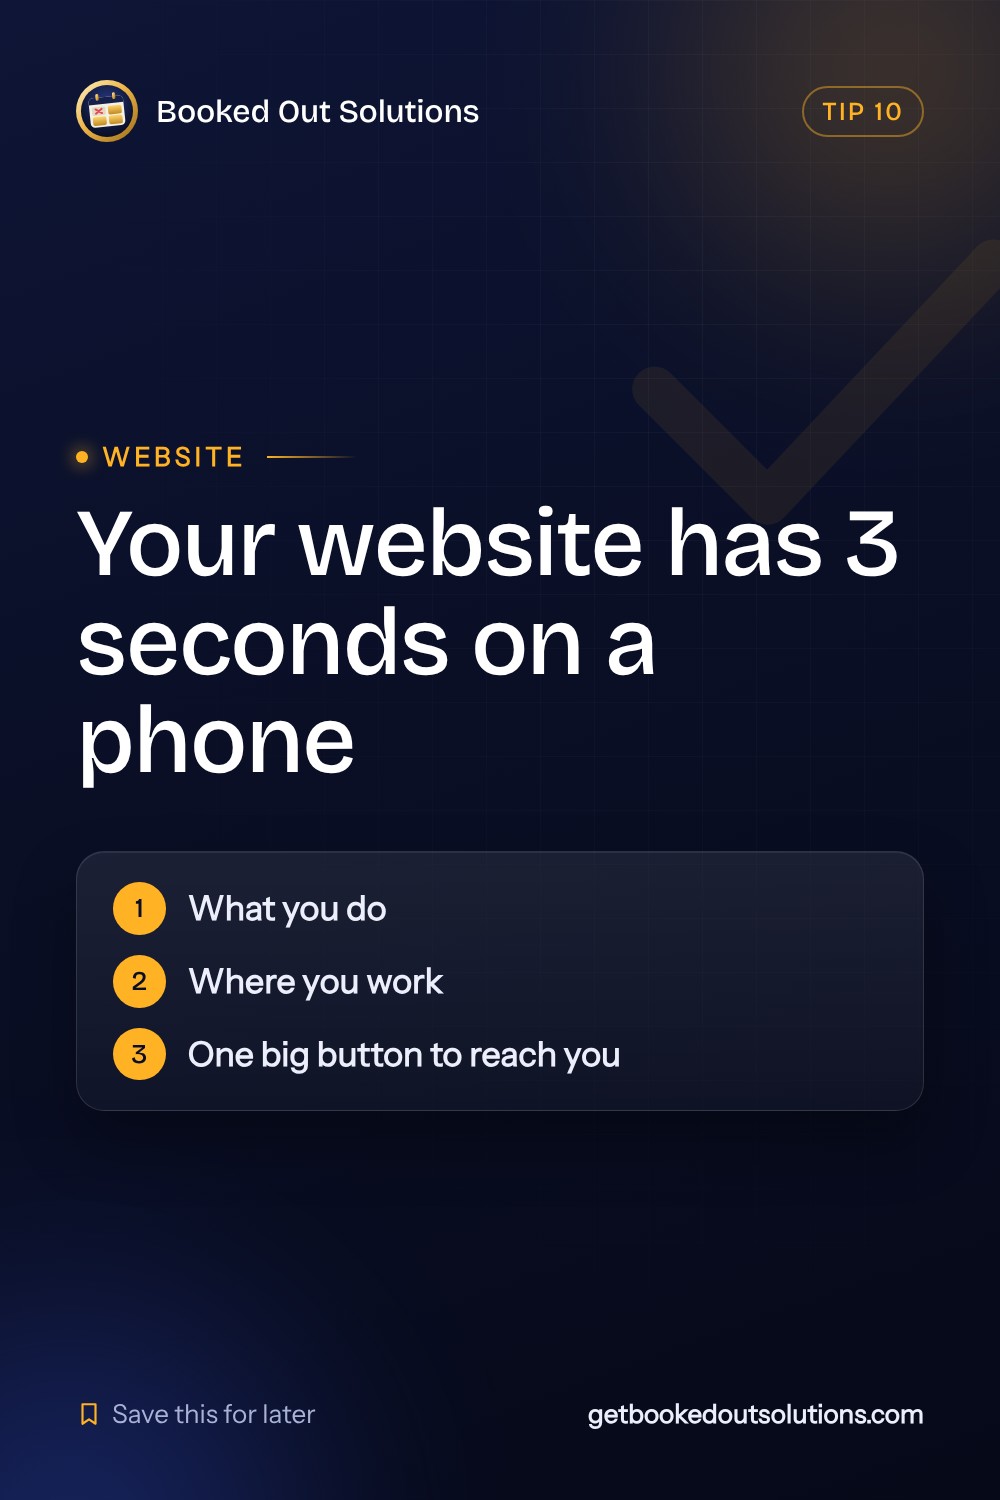 Booked Out Solutions
TIP 10
WEBSITE
Your website has 3
seconds on a
phone
1 What you do
2 Where you work
3 One big button to reach you
Save this for later
getbookedoutsolutions.com